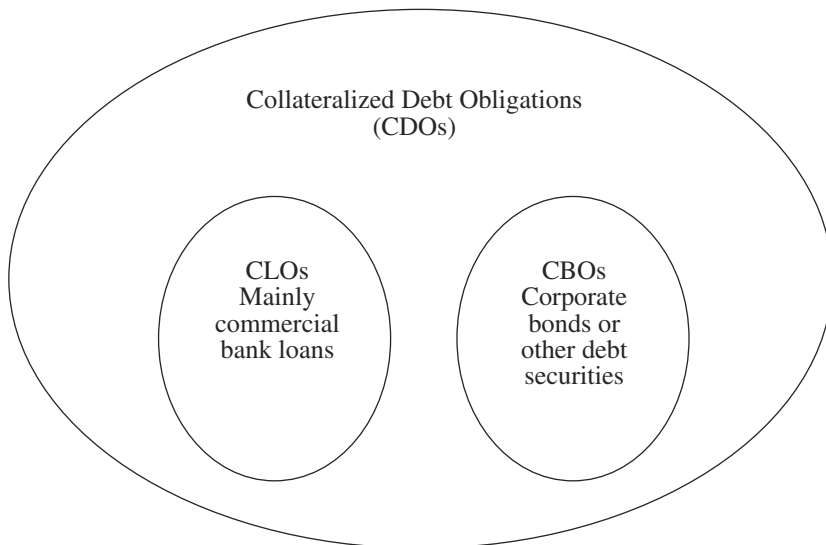 Collateralized Debt Obligations
(CDOs)
CLOs
Mainly
commercial
bank loans
CBOs
Corporate
bonds or
other debt
securities